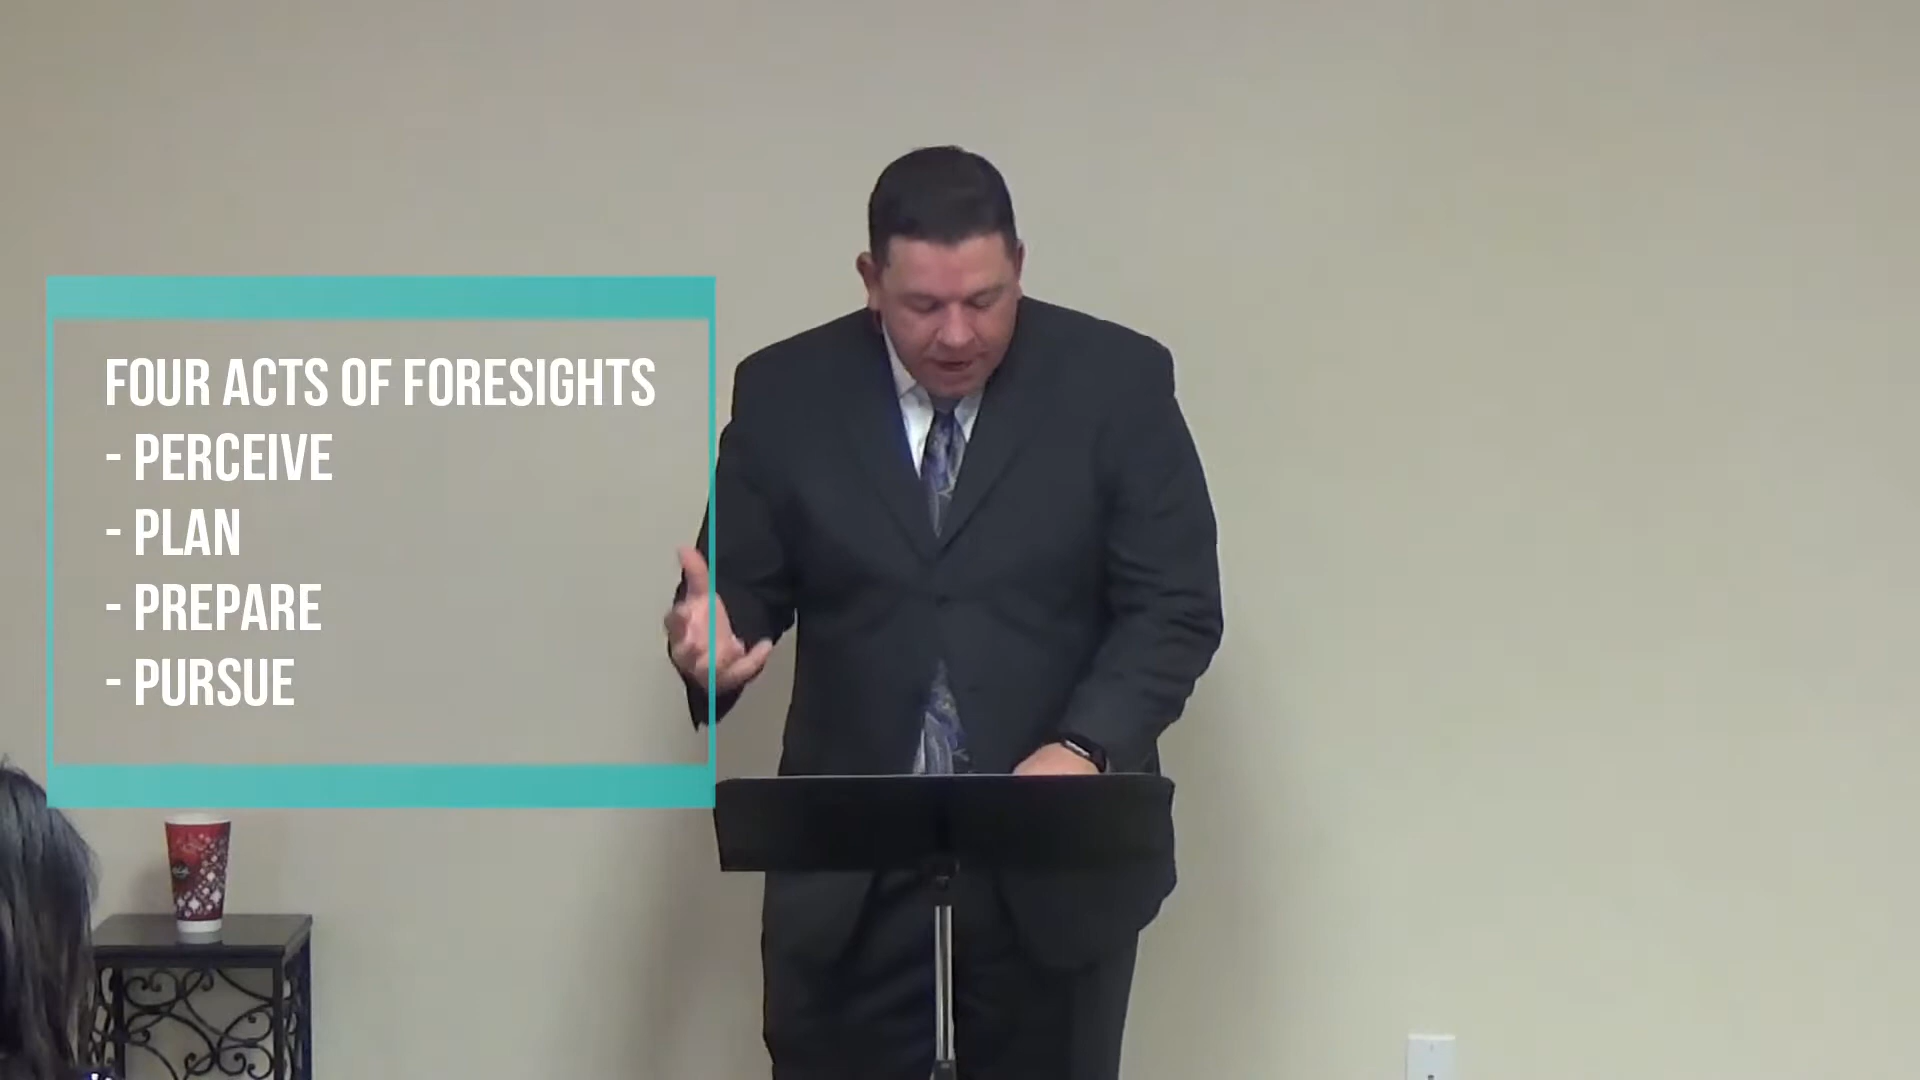 FOUR ACTS OF FORESIGHTS
- PERCEIVE
- PLAN
- PREPARE
- PURSUE